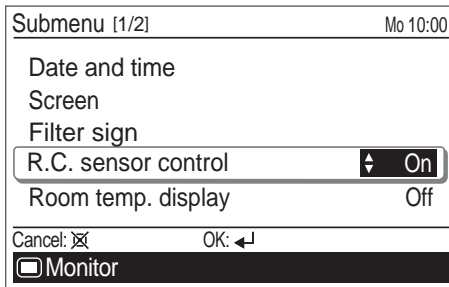 Submenu [1/2] Mo 10:00
Date and time
Screen
Filter sign
R.C. sensor control On
Room temp. display Off
Cancel: OK:
Monitor